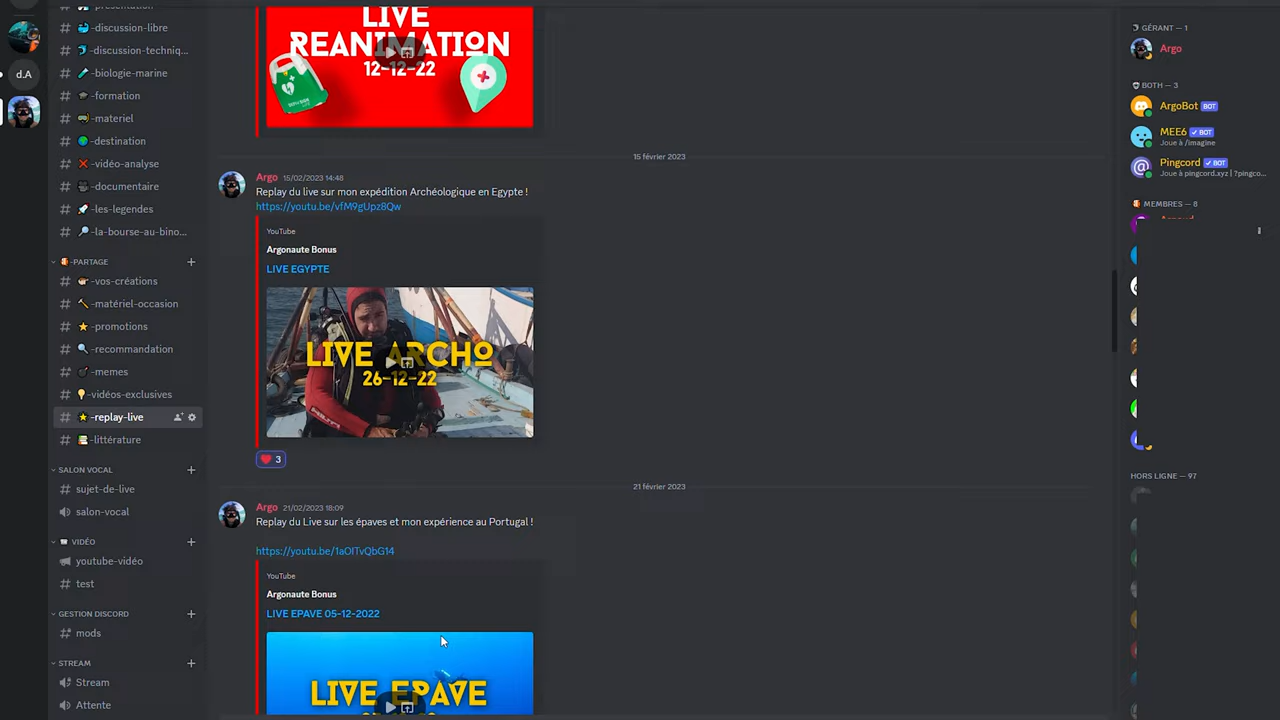 -présentation
-discussion-libre
-discussion-techniq...
-biologie-marine
-formation
-materiel
-destination
-vidéo-analyse
-documentaire
-les-legendes
-la-bourse-au-bino...
-PARTAGE
-vos-créations
-matériel-occasion
-promotions
-recommandation
-memes
-vidéos-exclusives
-replay-live
-littérature
SALON VOCAL
sujet-de-live
salon-vocal
VIDÉO
youtube-vidéo
test
GESTION DISCORD
mods
STREAM
Stream
Attente
d.A
LIVE
REANIMATION
12-12-22
15 février 2023
Argo 15/02/2023 14:48
Replay du live sur mon expédition Archéologique en Egypte !
https://youtu.be/vfM9gUpz8Qw
YouTube
Argonaute Bonus
LIVE EGYPTE
LIVE ARCHO
26-12-22
3
21 février 2023
Argo 21/02/2023 18:09
Replay du Live sur les épaves et mon expérience au Portugal !
https://youtu.be/1aOlTvQbG14
YouTube
Argonaute Bonus
LIVE EPAVE 05-12-2022
LIVE EPAVE
GÉRANT — 1
Argo
BOTH — 3
ArgoBot BOT
MEE6 BOT
Joue à /imagine
Pingcord BOT
Joue à pingcord.xyz | ?pingco...
MEMBRES — 8
HORS LIGNE — 97